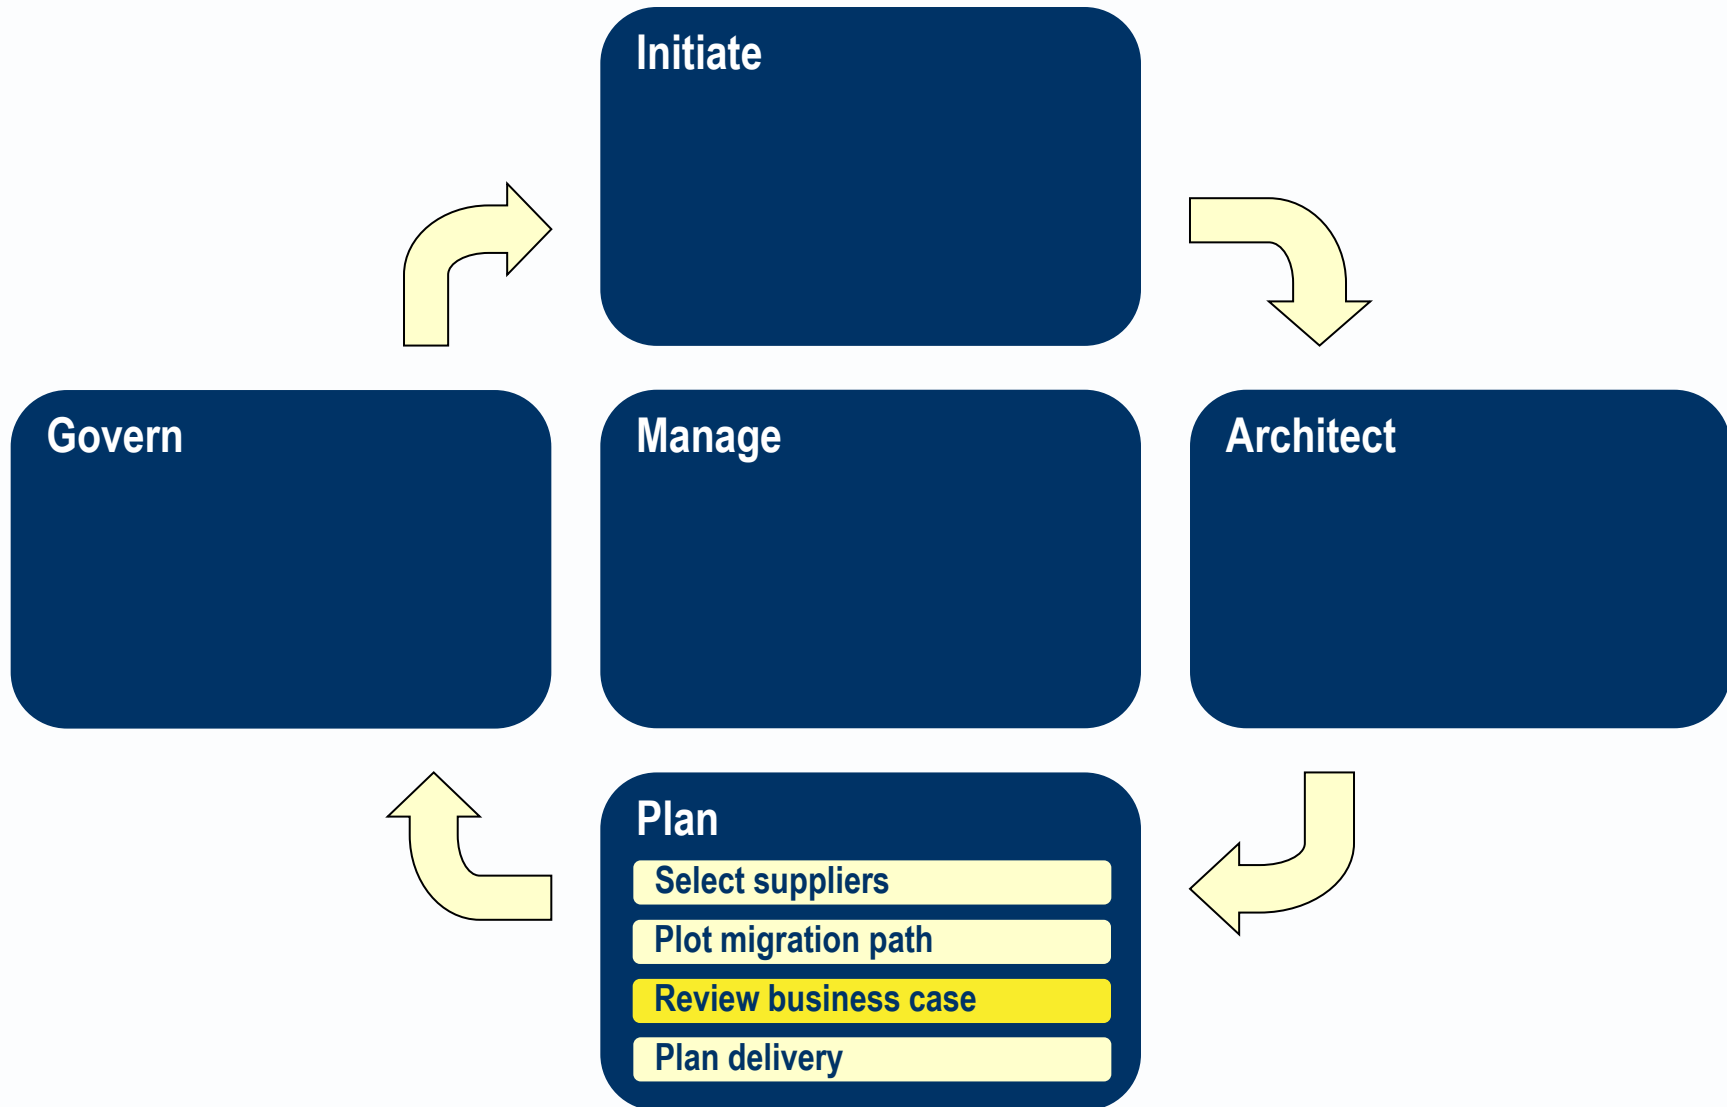 Initiate
Govern
Manage
Architect
Plan
Select suppliers
Plot migration path
Review business case
Plan delivery